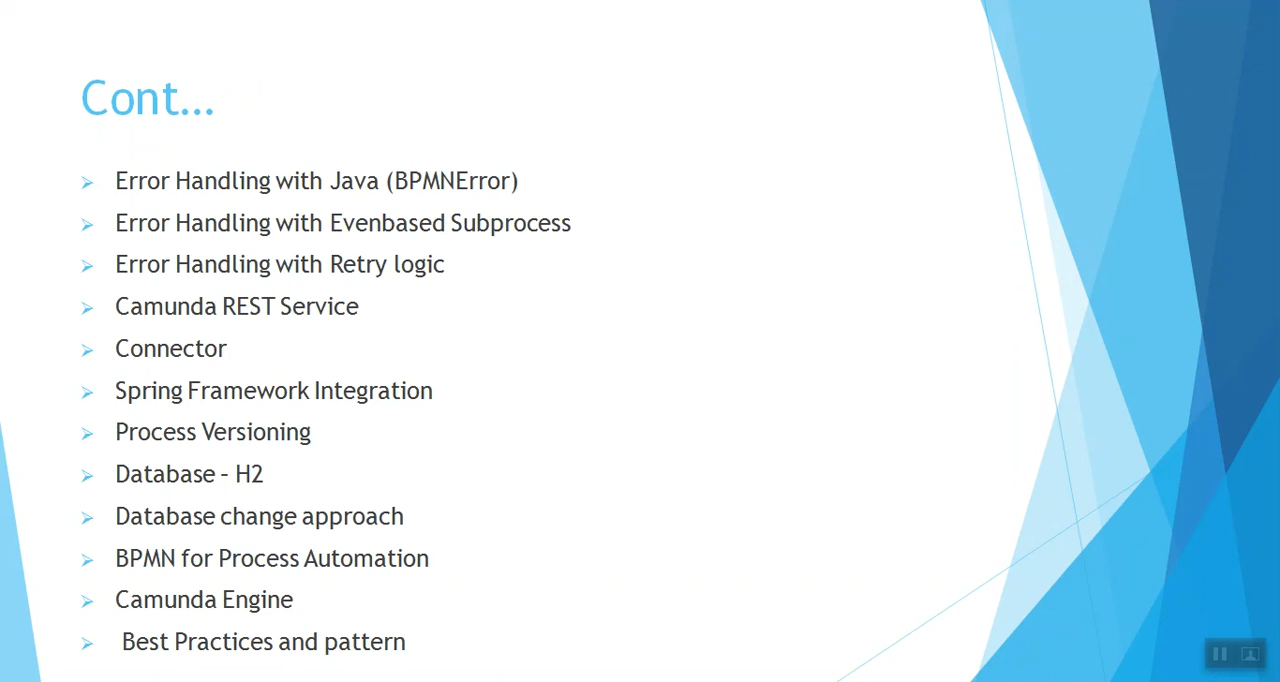 Cont...
Error Handling with Java (BPMNError)
Error Handling with Evenbased Subprocess
Error Handling with Retry logic
Camunda REST Service
Connector
Spring Framework Integration
Process Versioning
Database – H2
Database change approach
BPMN for Process Automation
Camunda Engine
Best Practices and pattern